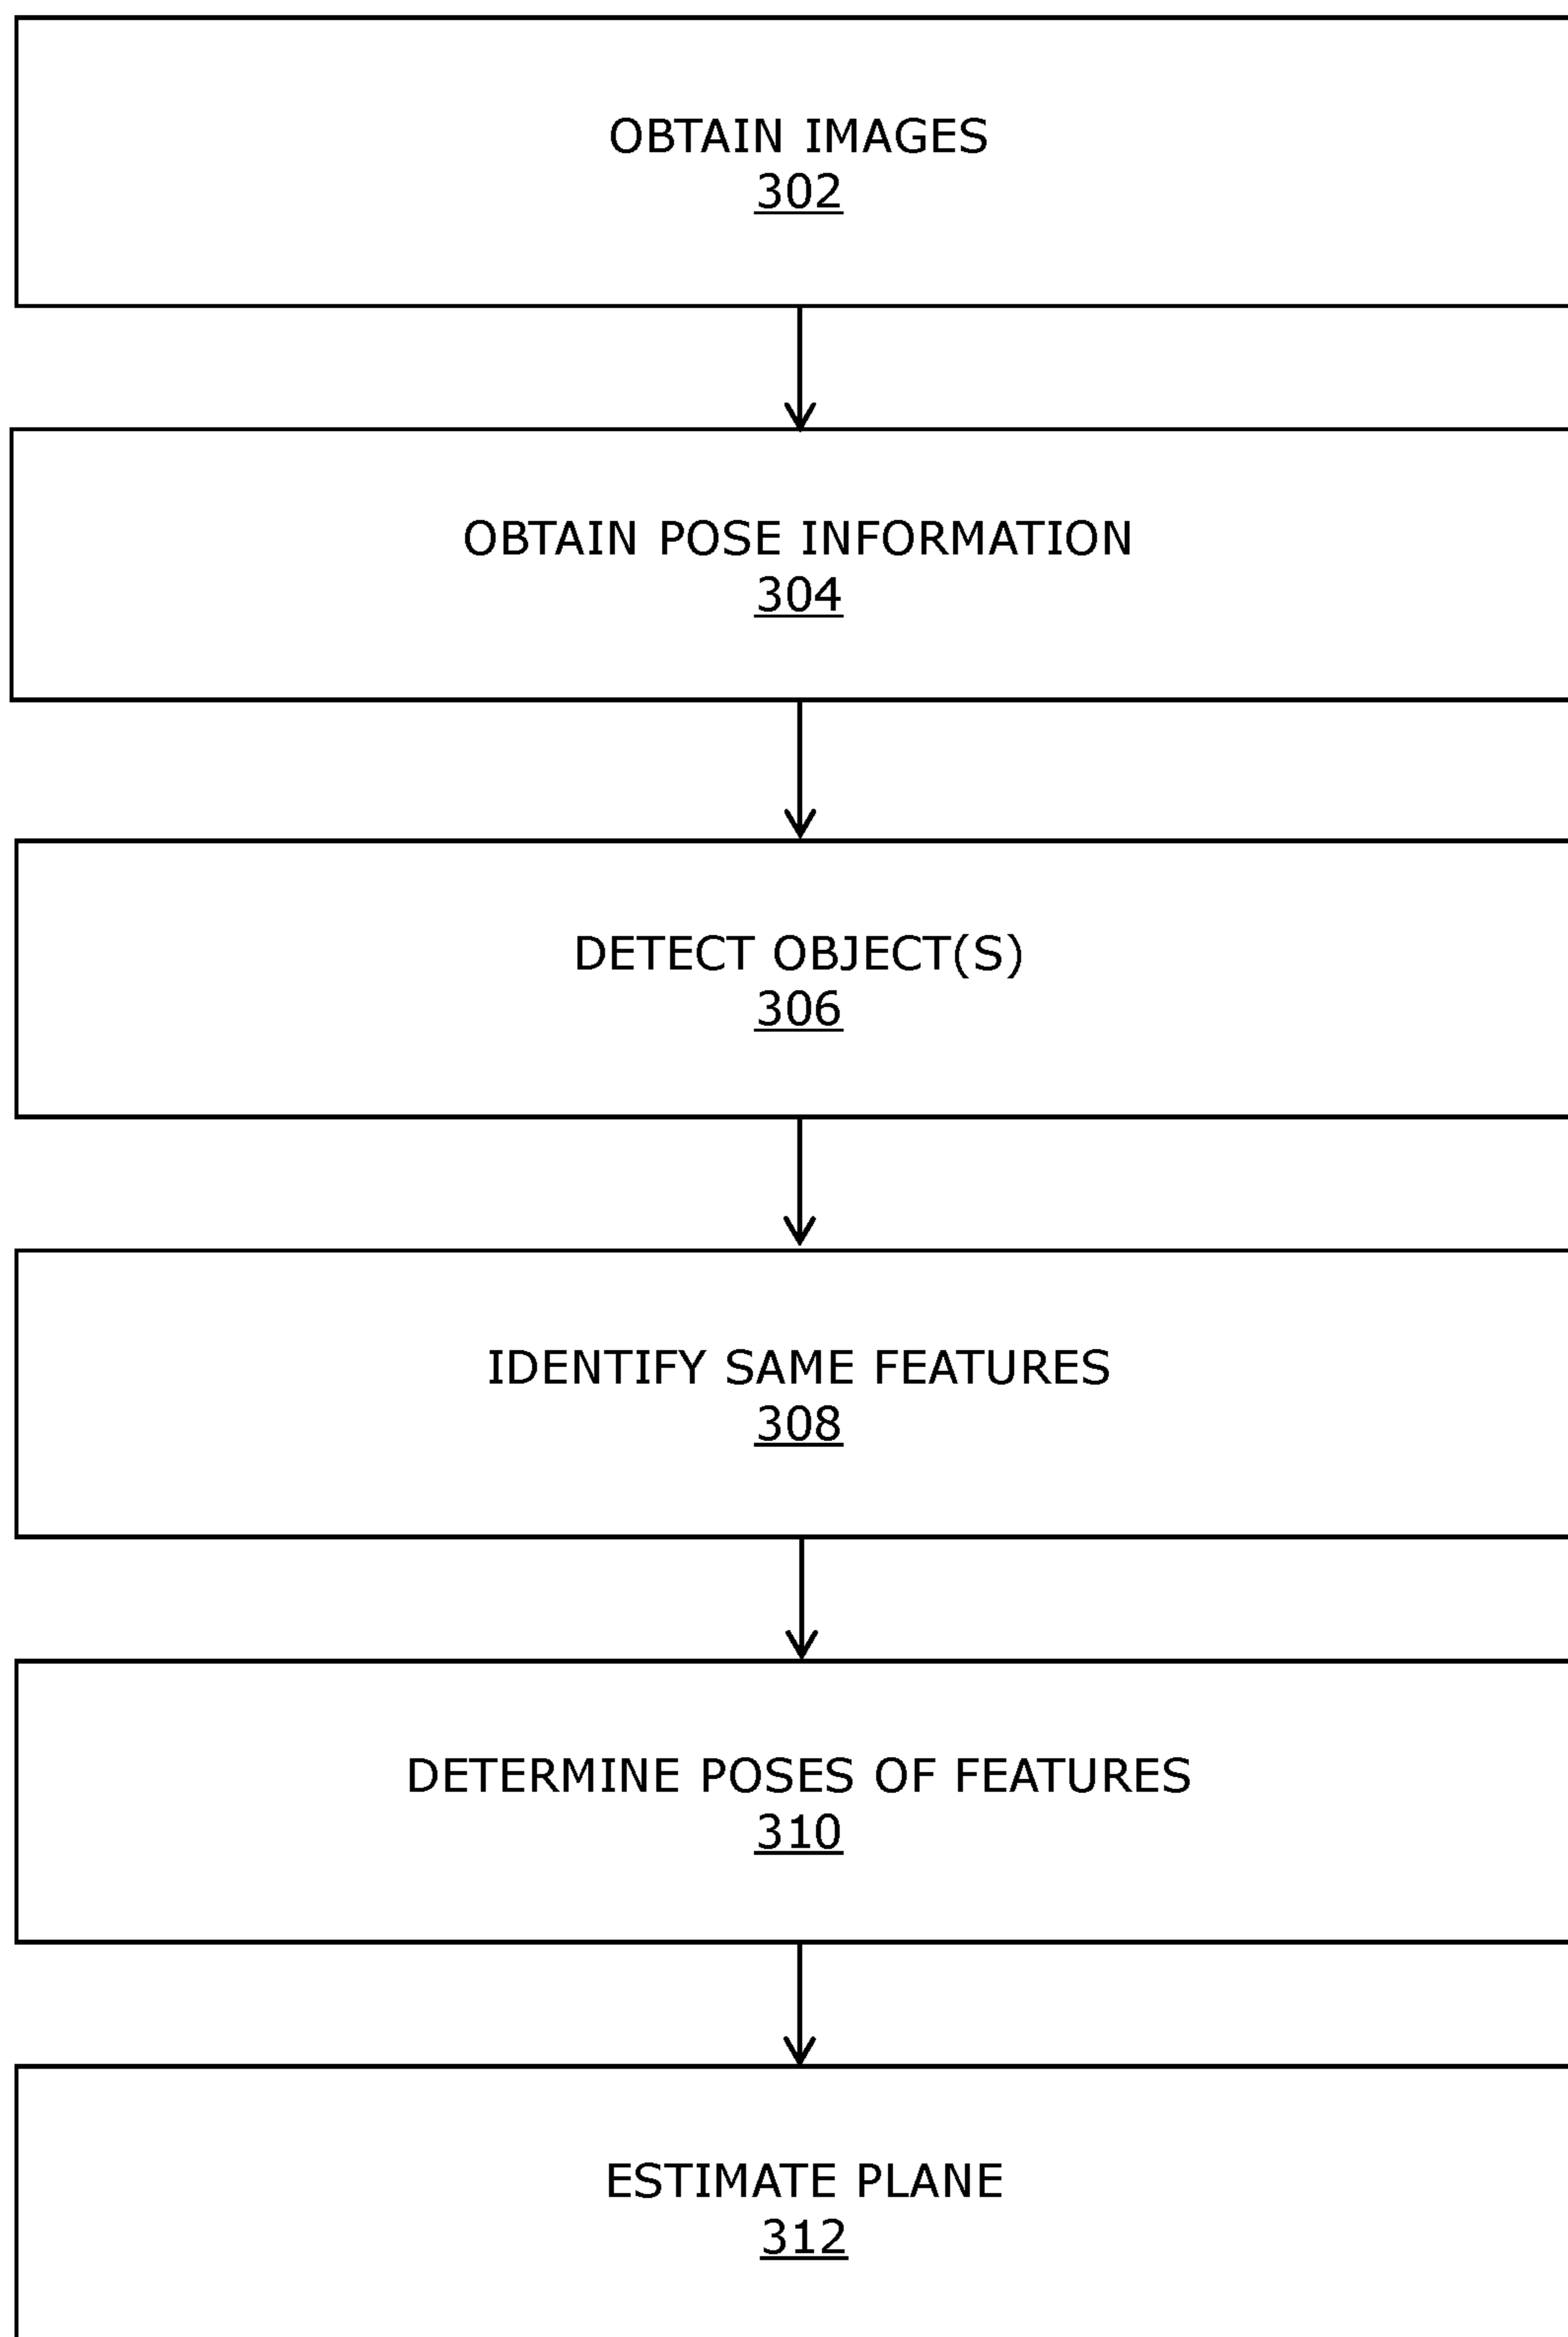 OBTAIN IMAGES
302
OBTAIN POSE INFORMATION
304
DETECT OBJECT(S)
306
IDENTIFY SAME FEATURES
308
DETERMINE POSES OF FEATURES
310
ESTIMATE PLANE
312